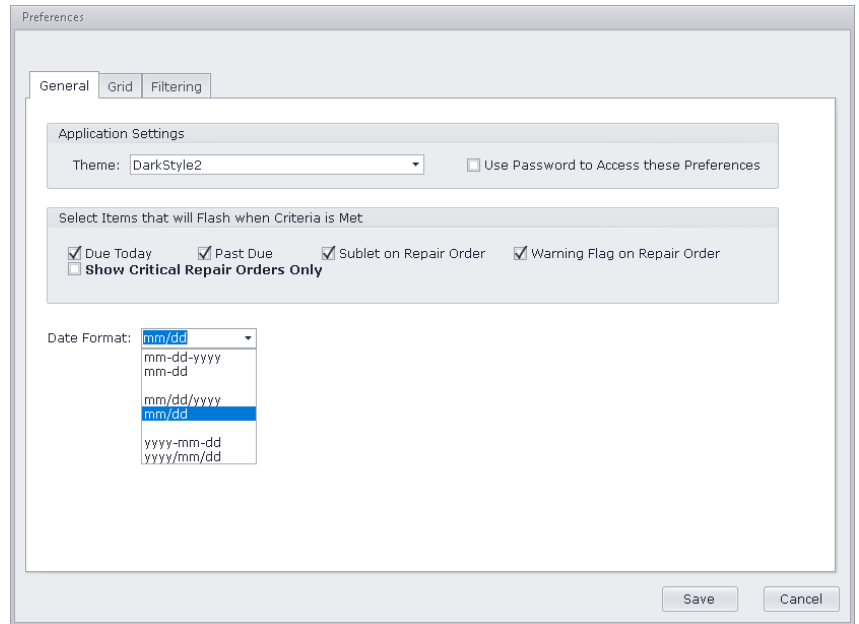 Preferences
General Grid Filtering
Application Settings
Theme: DarkStyle2 Use Password to Access these Preferences
Select Items that will Flash when Criteria is Met
Due Today Past Due Sublet on Repair Order Warning Flag on Repair Order
Show Critical Repair Orders Only
Date Format: mm/dd
mm-dd-yyyy
mm-dd
mm/dd/yyyy
mm/dd
yyyy-mm-dd
yyyy/mm/dd
Save Cancel